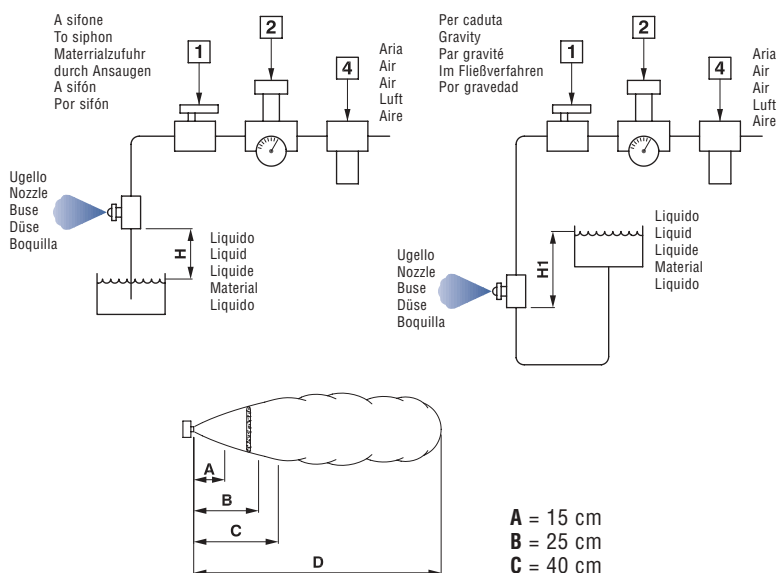 A sifone
To siphon
Materrialzufuhr
durch Ansaugen
A sifón
Por sifón
1
2
4
Aria
Air
Air
Luft
Aire
Ugello
Nozzle
Buse
Düse
Boquilla
H
Liquido
Liquid
Liquide
Material
Liquido
Per caduta
Gravity
Par gravité
Im Fließverfahren
Por gravedad
1
2
4
Aria
Air
Air
Luft
Aire
Ugello
Nozzle
Buse
Düse
Boquilla
H1
Liquido
Liquid
Liquide
Material
Liquido
A
B
C
D
A = 15 cm
B = 25 cm
C = 40 cm